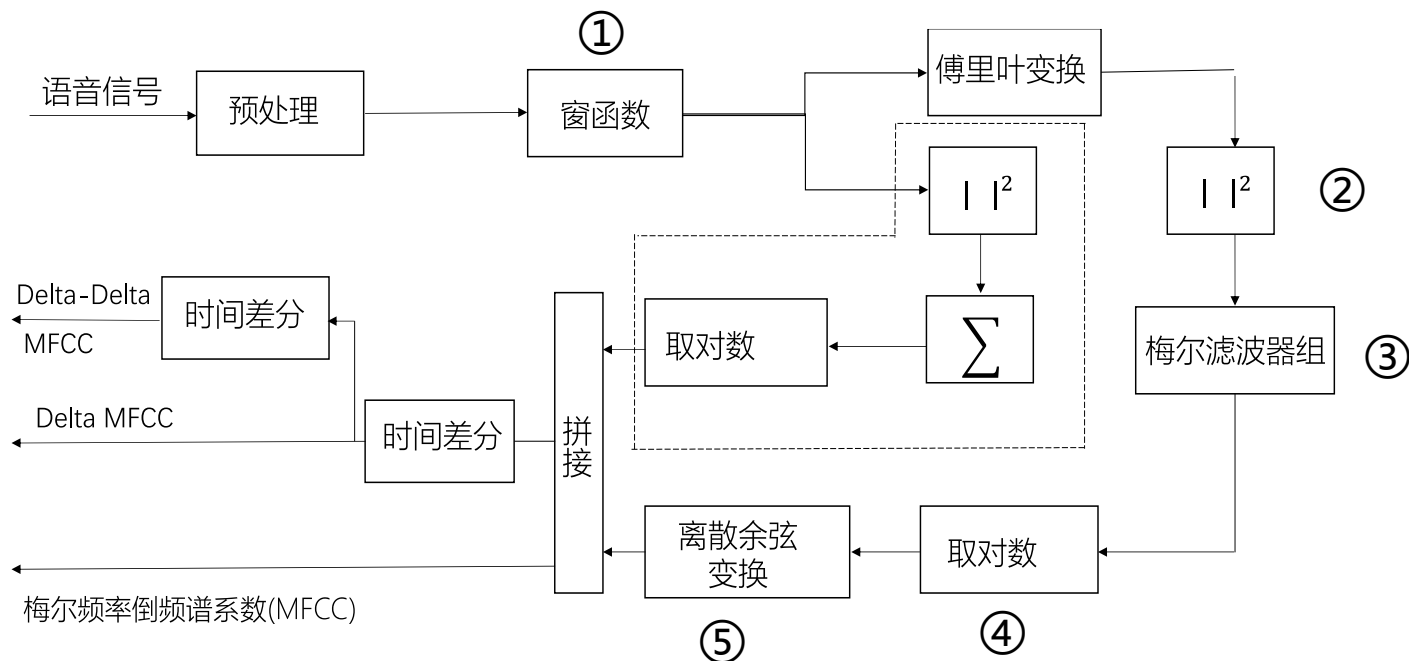 ①
语音信号
预处理
窗函数
傅里叶变换
| |²
| |²
②
Delta-Delta
MFCC
时间差分
取对数
∑
梅尔滤波器组
③
Delta MFCC
时间差分
拼接
离散余弦
变换
取对数
梅尔频率倒频谱系数(MFCC)
⑤
④